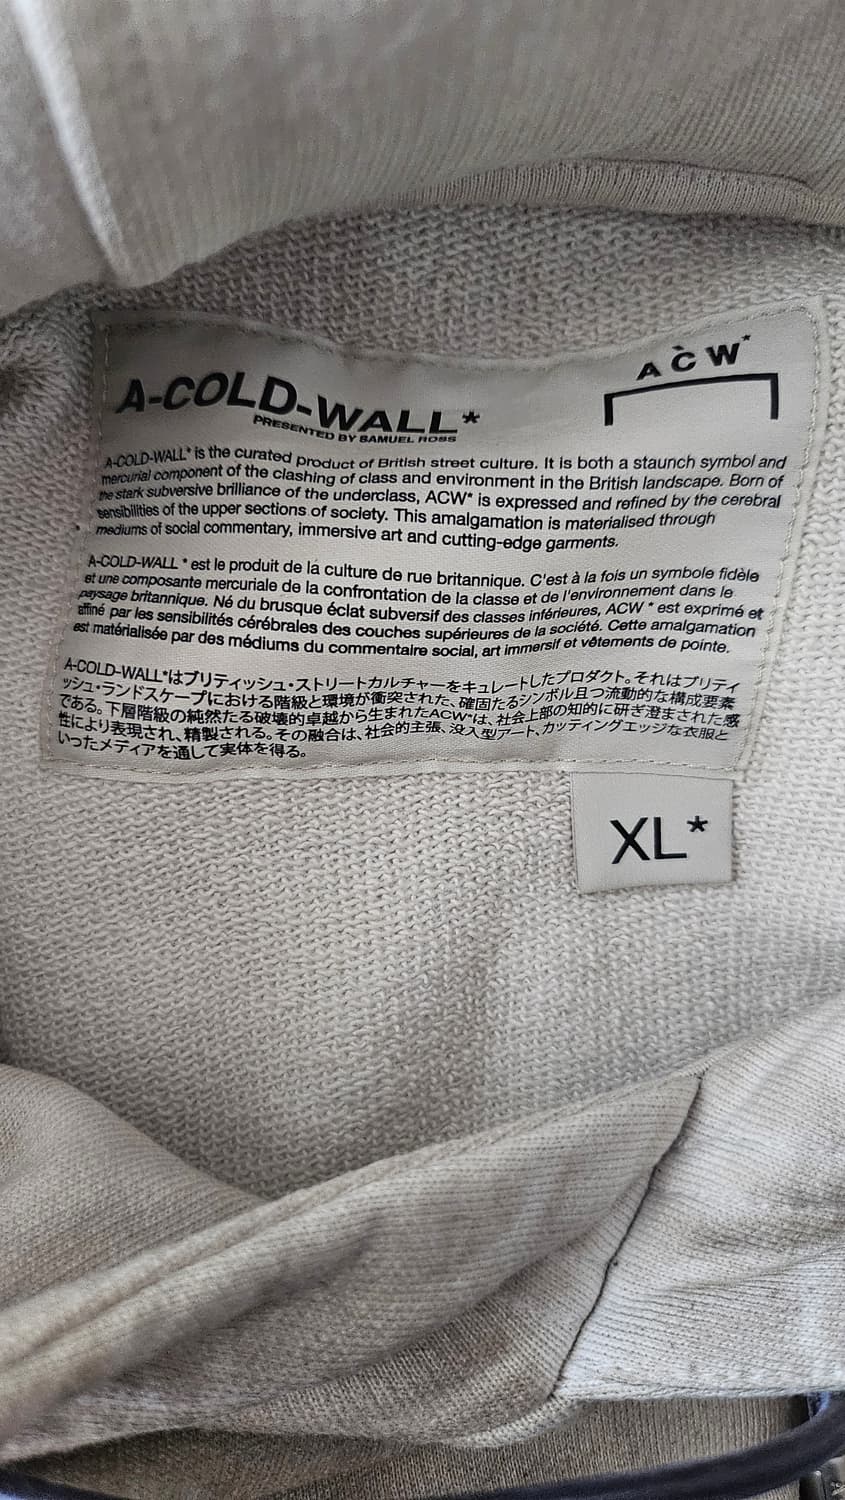 A-COLD-WALL*
PRESENTED BY SAMUEL ROSS
ACW*
A-COLD-WALL* is the curated product of British street culture. It is both a staunch symbol and
mercurial component of the clashing of class and environment in the British landscape. Born of
the stark subversive brilliance of the underclass, ACW* is expressed and refined by the cerebral
sensibilities of the upper sections of society. This amalgamation is materialised through
mediums of social commentary, immersive art and cutting-edge garments.
A-COLD-WALL * est le produit de la culture de rue britannique. C'est à la fois un symbole fidèle
et une composante mercuriale de la confrontation de la classe et de l'environnement dans le
paysage britannique. Né du brusque éclat subversif des classes inférieures, ACW * est exprimé et
affiné par les sensibilités cérébrales des couches supérieures de la société. Cette amalgamation
est matérialisée par des médiums du commentaire social, art immersif et vêtements de pointe.
A-COLD-WALL*はブリティッシュ・ストリートカルチャーをキュレートしたプロダクト。それはブリティ
ッシュ・ランドスケープにおける階級と環境が衝突された、確固たるシンボル且つ流動的な構成要素
である。下層階級の純然たる破壊的卓越から生まれたACW*は、社会上部の知的に研ぎ澄まされた感
性により表現され、精製される。その融合は、社会的主張、没入型アート、カッティングエッジな衣服と
いったメディアを通して実体を得る。
XL*